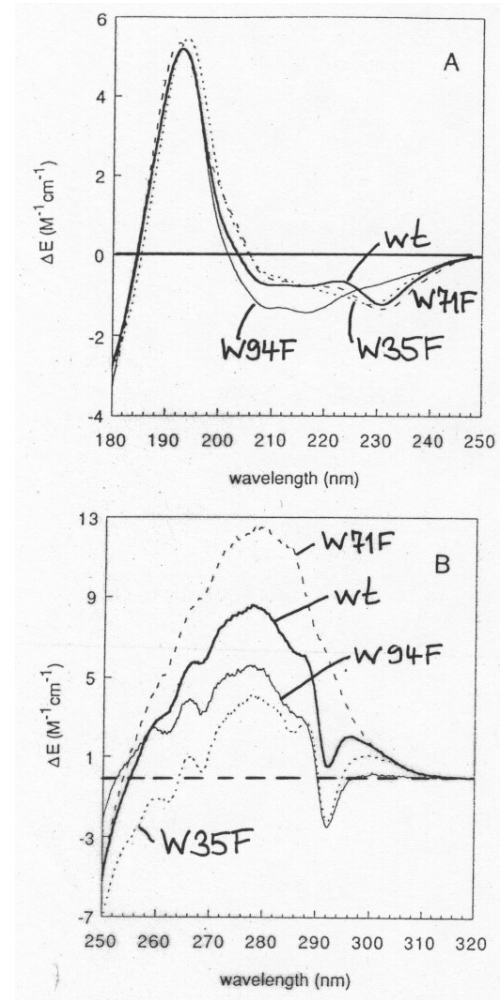 6
A
4
ΔE (M-1 cm-1)
2
0
wt
W71F
W94F
W35F
-2
-4
180 190 200 210 220 230 240 250
wavelength (nm)
13
W71F
B
wt
9
W94F
5
ΔE (M-1cm-1)
1
-3
W35F
-7
250 260 270 280 290 300 310 320
wavelength (nm)